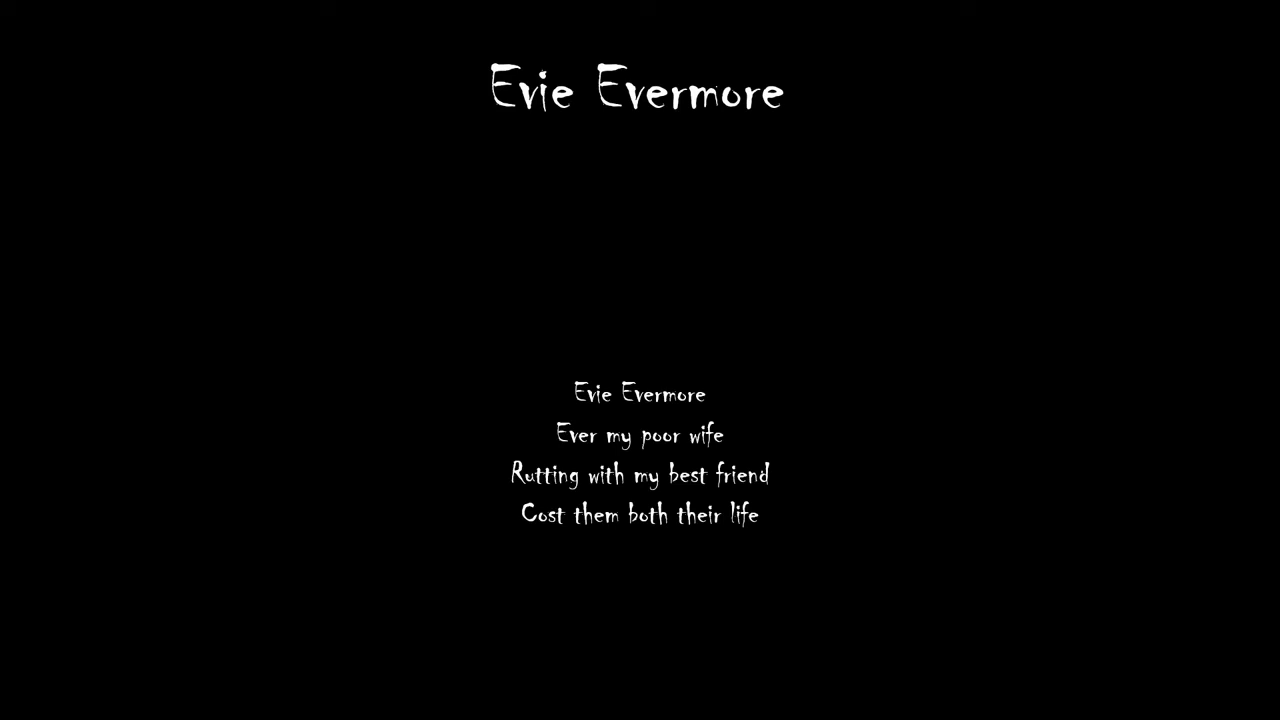 Evie Evermore
Evie Evermore
Ever my poor wife
Rutting with my best friend
Cost them both their life